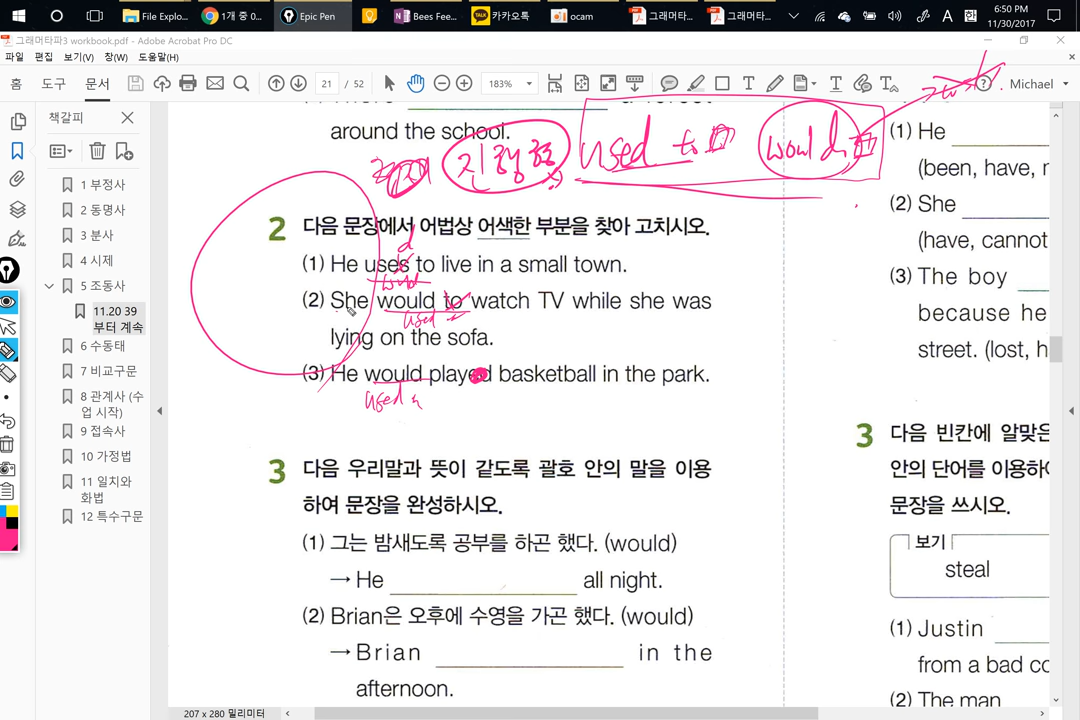 File Explo...
1개 중 0...
Epic Pen
Bees Fee...
카카오톡
ocam
그래머타...
그래머타...
A
한
6:50 PM
11/30/2017
그래머타파3 workbook.pdf - Adobe Acrobat Pro DC
파일 편집 보기(V) 창(W) 도움말(H)
홈 도구 문서
21 / 52
183%
Michael
책갈피
1 부정사
2 동명사
3 분사
4 시제
5 조동사
11.20 39
부터 계속
6 수동태
7 비교구문
8 관계사 (수
업 시작)
9 접속사
10 가정법
11 일치와
화법
12 특수구문
around the school.
진행형
used to
would
2 다음 문장에서 어법상 어색한 부분을 찾아 고치시오.
d
(1) He uses to live in a small town.
would
(2) She would to watch TV while she was
used to
lying on the sofa.
(3) He would played basketball in the park.
used to
3 다음 우리말과 뜻이 같도록 괄호 안의 말을 이용
하여 문장을 완성하시오.
(1) 그는 밤새도록 공부를 하곤 했다. (would)
→ He all night.
(2) Brian은 오후에 수영을 가곤 했다. (would)
→ Brian in the
afternoon.
(1) He
(been, have, n
(2) She
(have, cannot
(3) The boy
because he
street. (lost, h
3 다음 빈칸에 알맞은
안의 단어를 이용하여
문장을 쓰시오.
보기
steal
(1) Justin
from a bad co
(2) The man
207 x 280 밀리미터